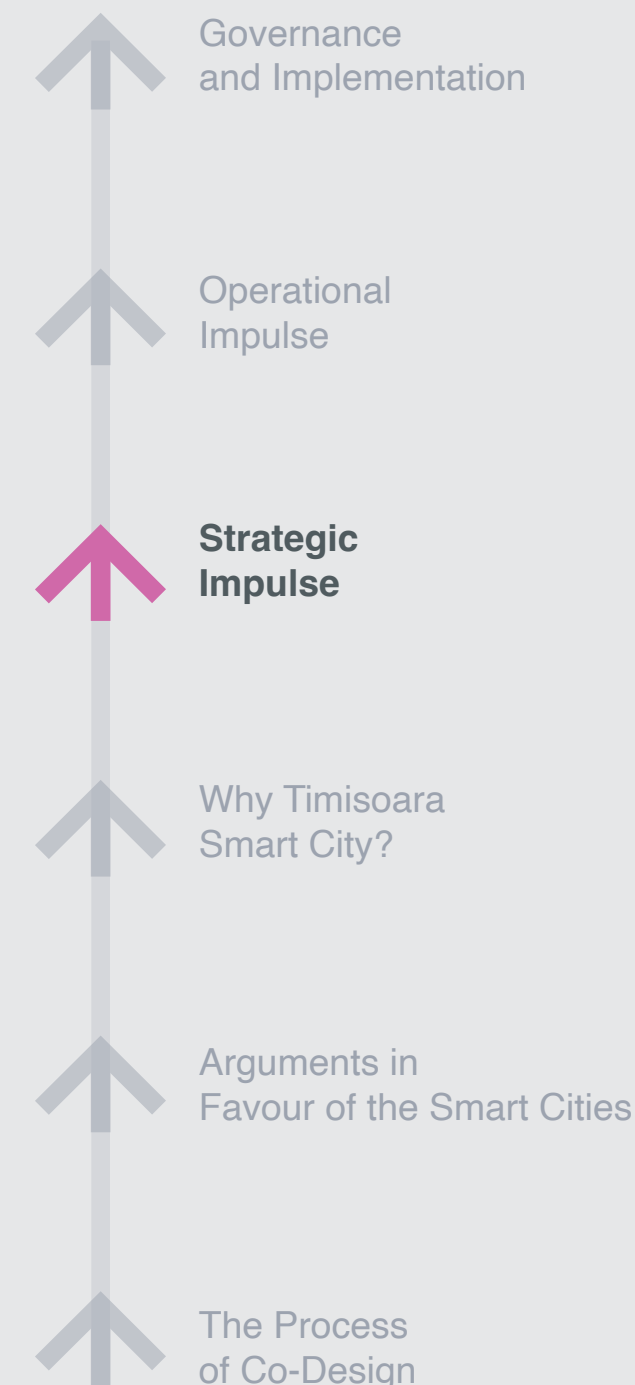 Governance
and Implementation
Operational
Impulse
Strategic
Impulse
Why Timisoara
Smart City?
Arguments in
Favour of the Smart Cities
The Process
of Co-Design